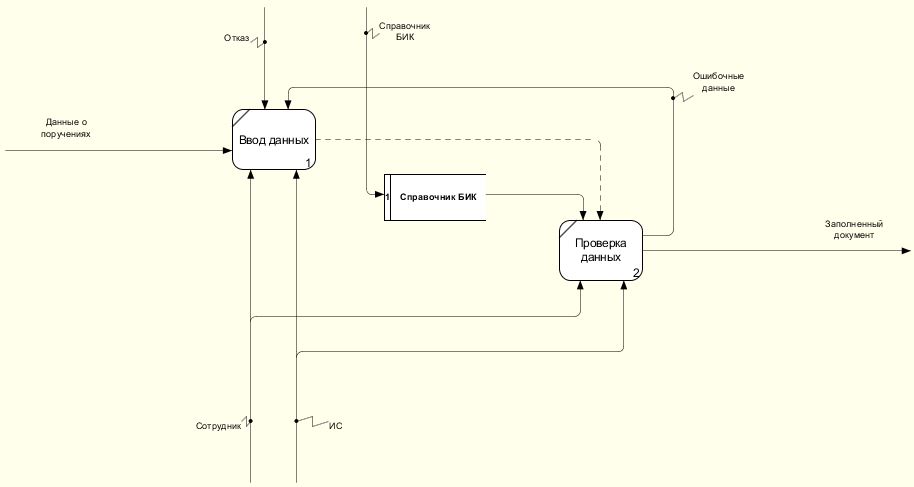 Справочник
БИК
Отказ
Ошибочные
данные
Данные о
поручениях
Ввод данных
1
1
Справочник БИК
Заполненный
документ
Проверка
данных
2
Сотрудник
ИС